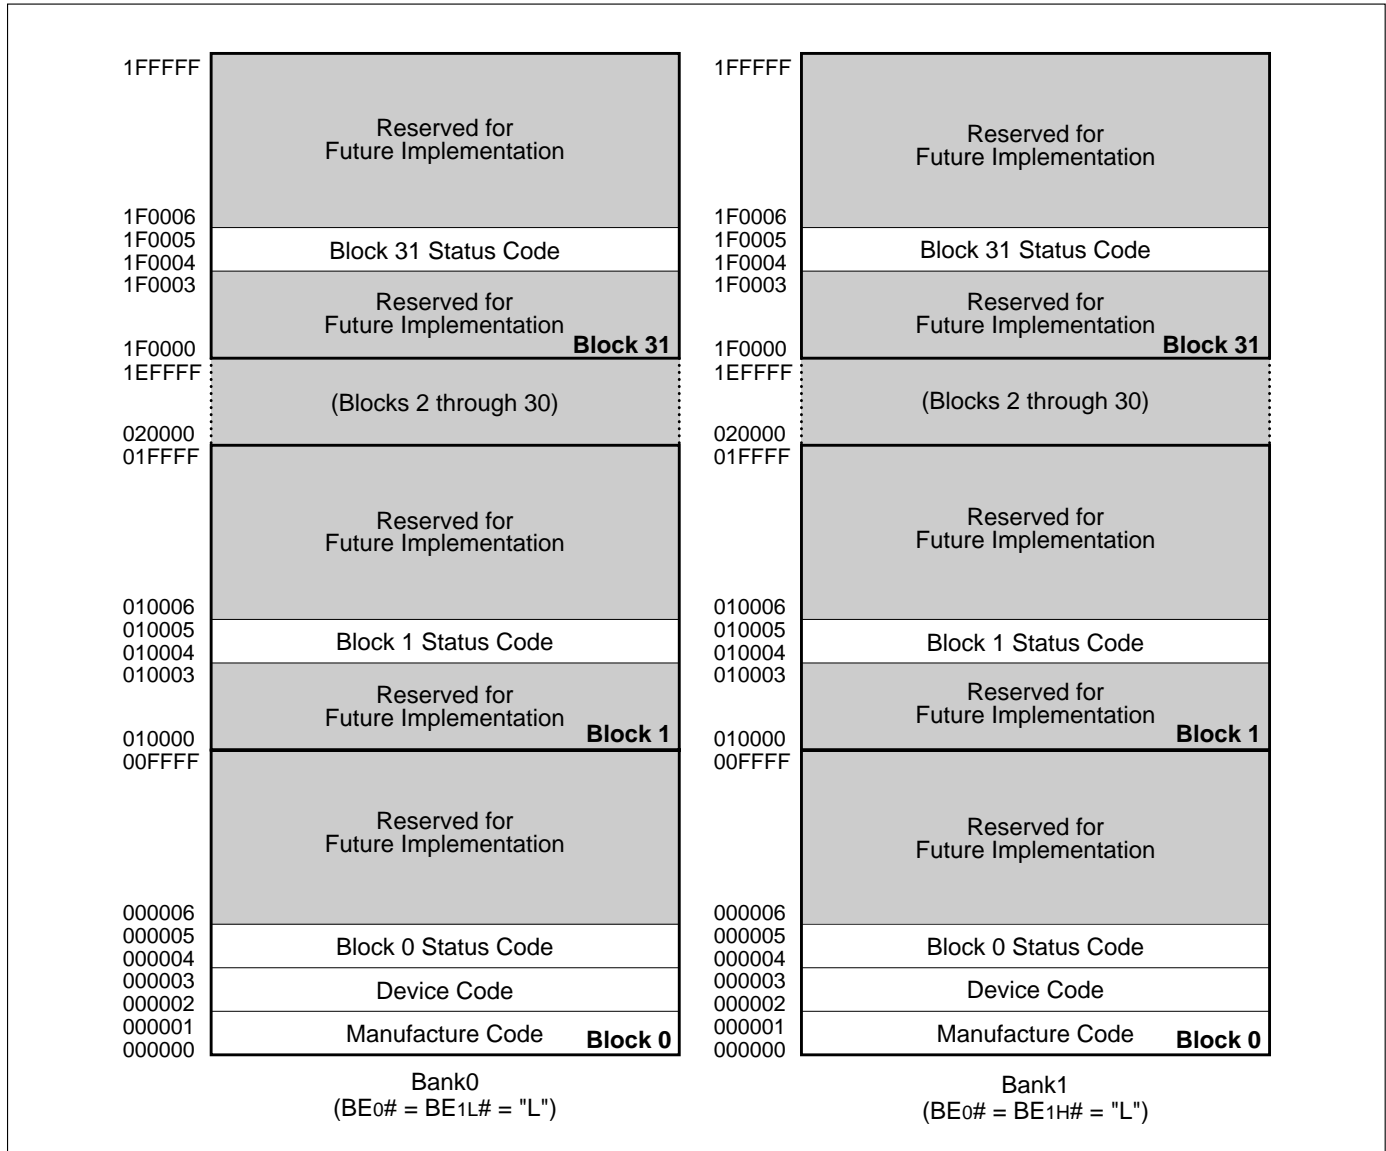 1FFFFF
Reserved for
Future Implementation
1F0006
1F0005
Block 31 Status Code
1F0004
1F0003
Reserved for
Future Implementation
Block 31
1F0000
1EFFFF
(Blocks 2 through 30)
020000
01FFFF
Reserved for
Future Implementation
010006
010005
Block 1 Status Code
010004
010003
Reserved for
Future Implementation
Block 1
010000
00FFFF
Reserved for
Future Implementation
000006
000005
Block 0 Status Code
000004
000003
Device Code
000002
000001
Manufacture Code
Block 0
000000
Bank0
(BE0# = BE1L# = "L")
1FFFFF
Reserved for
Future Implementation
1F0006
1F0005
Block 31 Status Code
1F0004
1F0003
Reserved for
Future Implementation
Block 31
1F0000
1EFFFF
(Blocks 2 through 30)
020000
01FFFF
Reserved for
Future Implementation
010006
010005
Block 1 Status Code
010004
010003
Reserved for
Future Implementation
Block 1
010000
00FFFF
Reserved for
Future Implementation
000006
000005
Block 0 Status Code
000004
000003
Device Code
000002
000001
Manufacture Code
Block 0
000000
Bank1
(BE0# = BE1H# = "L")